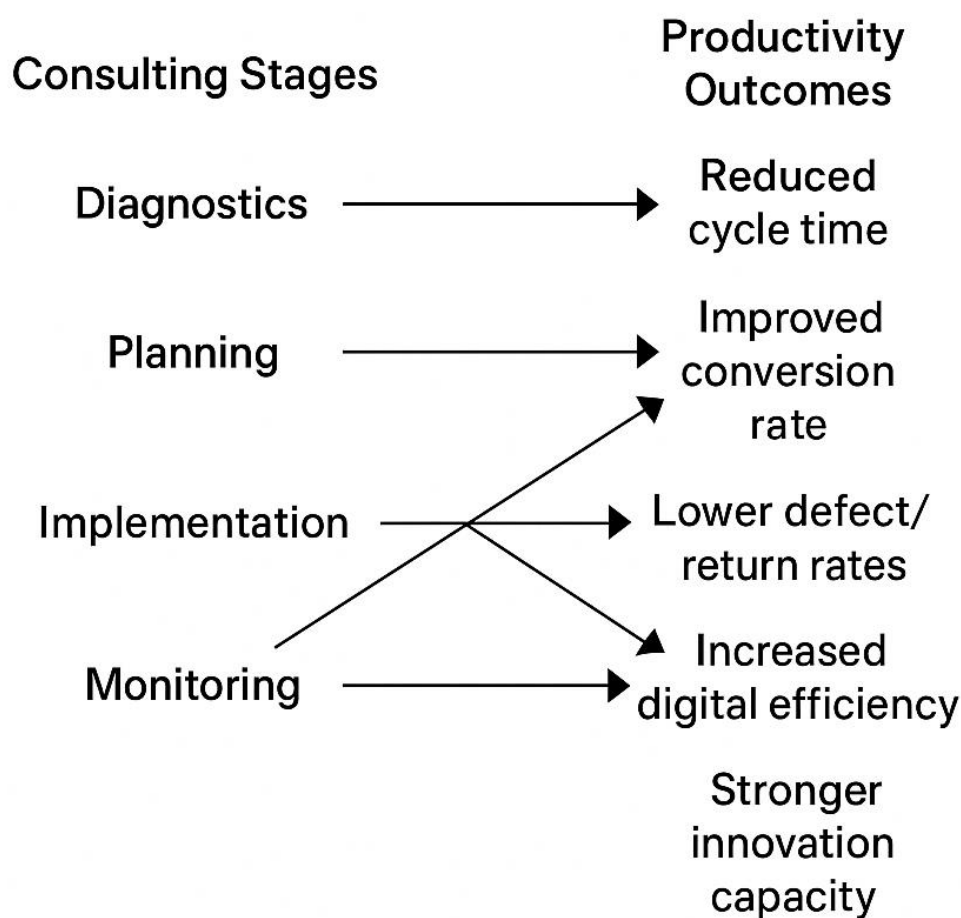 Consulting Stages
Productivity
Outcomes
Diagnostics
Reduced
cycle time
Planning
Improved
conversion
rate
Implementation
Lower defect/
return rates
Monitoring
Increased
digital efficiency
Stronger
innovation
capacity